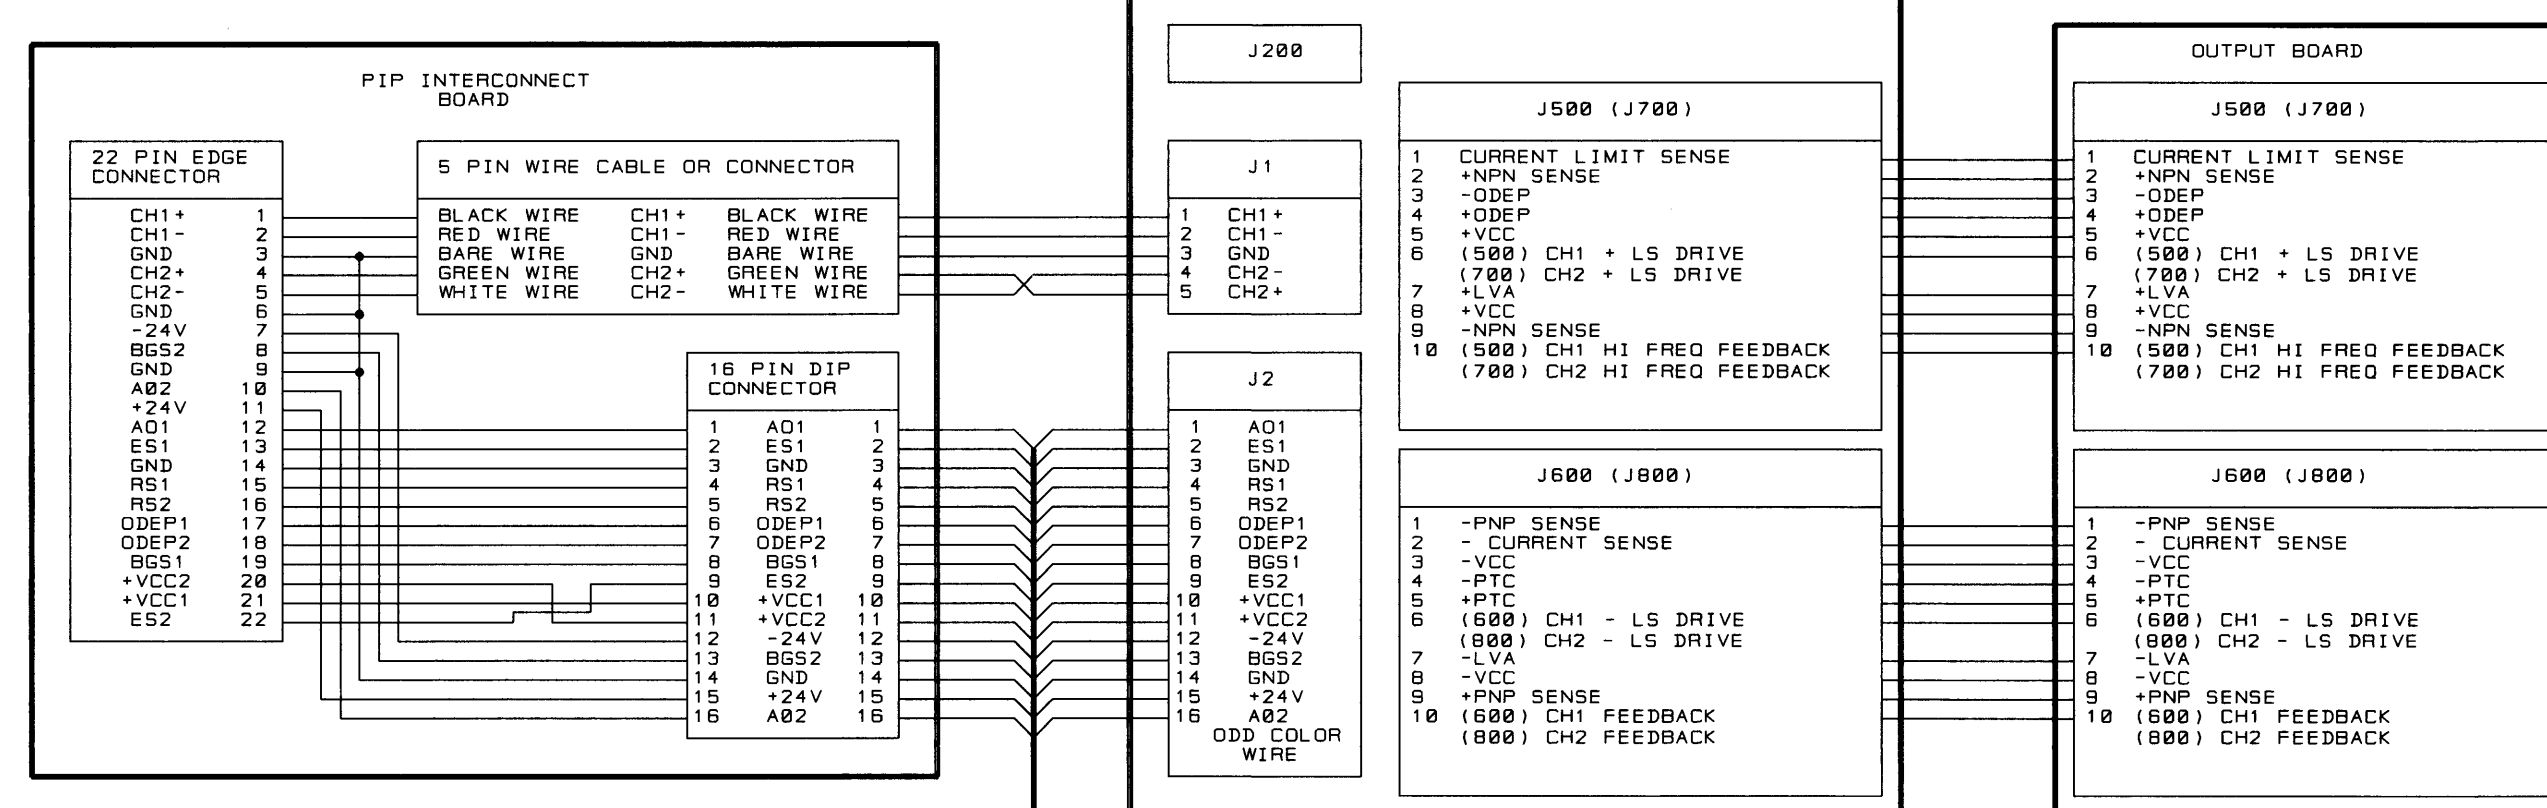 PIP INTERCONNECT
BOARD
22 PIN EDGE
CONNECTOR
CH1+ 1
CH1- 2
GND 3
CH2+ 4
CH2- 5
GND 6
-24V 7
BGS2 8
GND 9
A02 10
+24V 11
AO1 12
ES1 13
GND 14
RS1 15
RS2 16
ODEP1 17
ODEP2 18
BGS1 19
+VCC2 20
+VCC1 21
ES2 22
5 PIN WIRE CABLE OR CONNECTOR
BLACK WIRE CH1+ BLACK WIRE
RED WIRE CH1- RED WIRE
BARE WIRE GND BARE WIRE
GREEN WIRE CH2+ GREEN WIRE
WHITE WIRE CH2- WHITE WIRE
16 PIN DIP
CONNECTOR
1 AO1 1
2 ES1 2
3 GND 3
4 RS1 4
5 RS2 5
6 ODEP1 6
7 ODEP2 7
8 BGS1 8
9 ES2 9
10 +VCC1 10
11 +VCC2 11
12 -24V 12
13 BGS2 13
14 GND 14
15 +24V 15
16 A02 16
J200
J1
1 CH1+
2 CH1-
3 GND
4 CH2-
5 CH2+
J2
1 AO1
2 ES1
3 GND
4 RS1
5 RS2
6 ODEP1
7 ODEP2
8 BGS1
9 ES2
10 +VCC1
11 +VCC2
12 -24V
13 BGS2
14 GND
15 +24V
16 A02
ODD COLOR
WIRE
J500 (J700)
1 CURRENT LIMIT SENSE
2 +NPN SENSE
3 -ODEP
4 +ODEP
5 +VCC
6 (500) CH1 + LS DRIVE
(700) CH2 + LS DRIVE
7 +LVA
8 +VCC
9 -NPN SENSE
10 (500) CH1 HI FREQ FEEDBACK
(700) CH2 HI FREQ FEEDBACK
J600 (J800)
1 -PNP SENSE
2 - CURRENT SENSE
3 -VCC
4 -PTC
5 +PTC
6 (600) CH1 - LS DRIVE
(800) CH2 - LS DRIVE
7 -LVA
8 -VCC
9 +PNP SENSE
10 (600) CH1 FEEDBACK
(800) CH2 FEEDBACK
OUTPUT BOARD
J500 (J700)
1 CURRENT LIMIT SENSE
2 +NPN SENSE
3 -ODEP
4 +ODEP
5 +VCC
6 (500) CH1 + LS DRIVE
(700) CH2 + LS DRIVE
7 +LVA
8 +VCC
9 -NPN SENSE
10 (500) CH1 HI FREQ FEEDBACK
(700) CH2 HI FREQ FEEDBACK
J600 (J800)
1 -PNP SENSE
2 - CURRENT SENSE
3 -VCC
4 -PTC
5 +PTC
6 (600) CH1 - LS DRIVE
(800) CH2 - LS DRIVE
7 -LVA
8 -VCC
9 +PNP SENSE
10 (600) CH1 FEEDBACK
(800) CH2 FEEDBACK